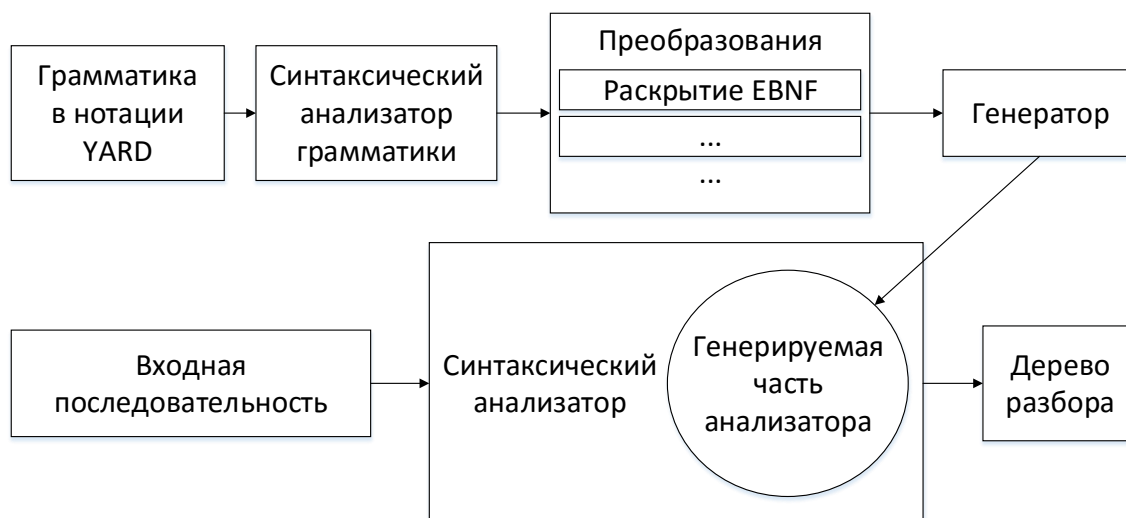 Грамматика
в нотации
YARD
Синтаксический
анализатор
грамматики
Преобразования
Раскрытие EBNF
...
...
Генератор
Входная
последовательность
Синтаксический
анализатор
Генерируемая
часть
анализатора
Дерево
разбора